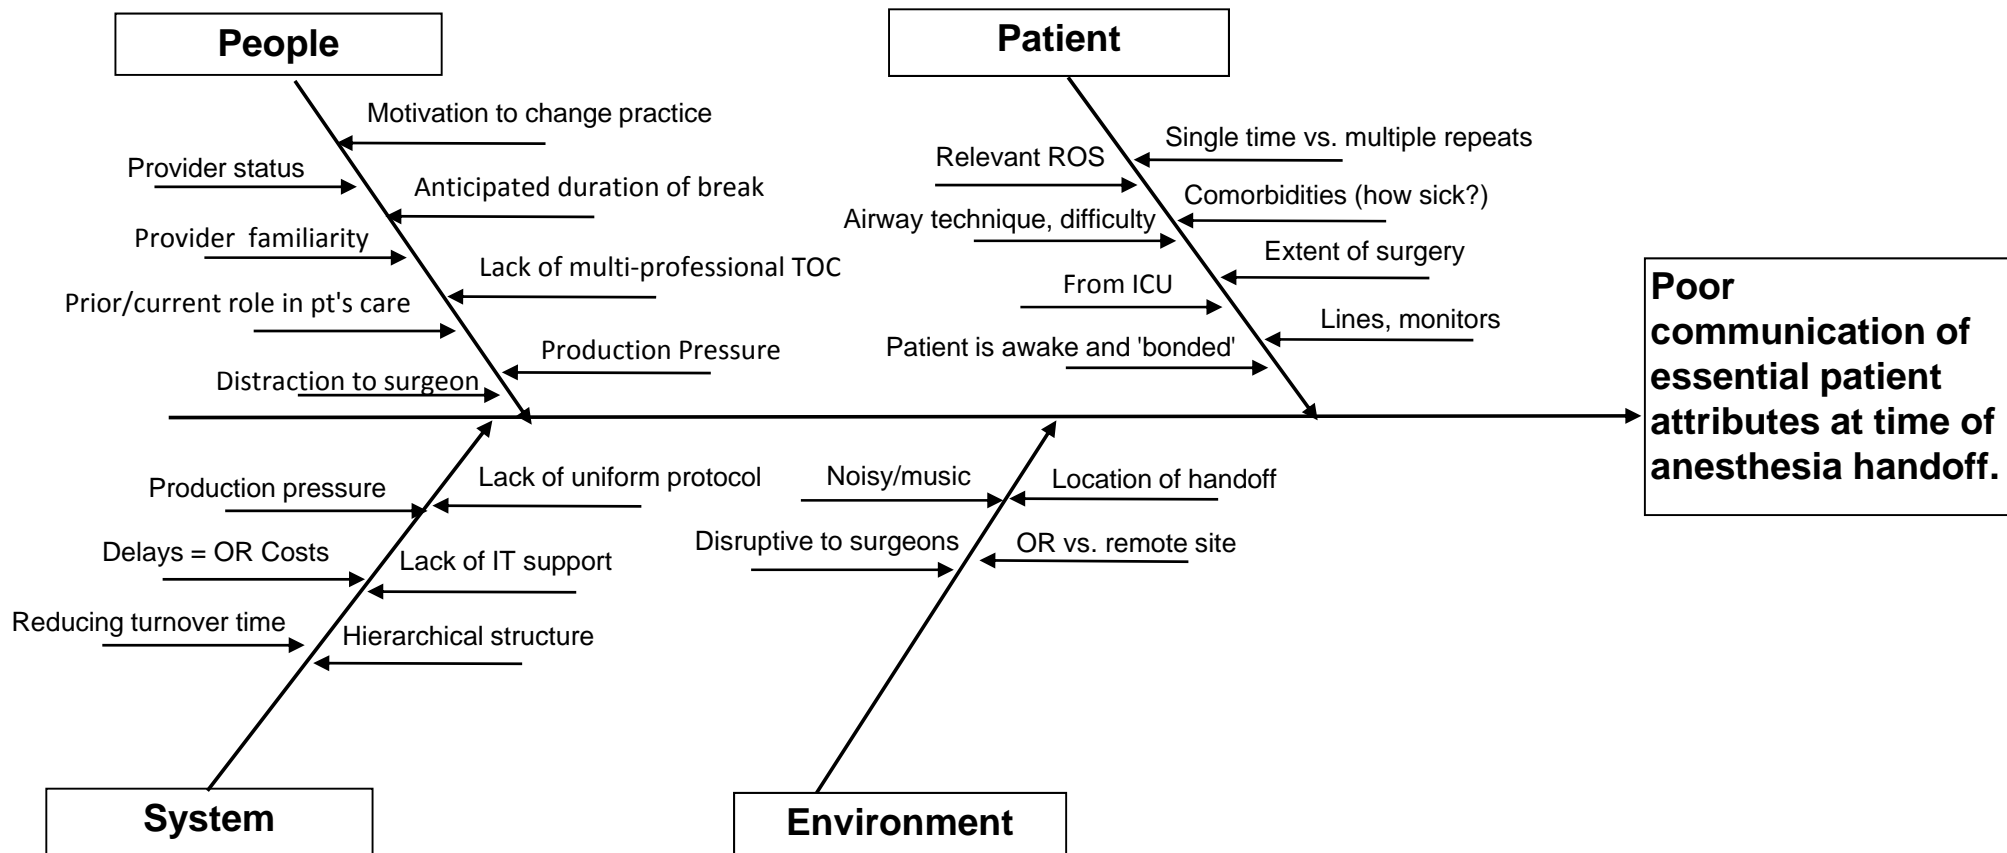 People
Motivation to change practice
Provider status
Anticipated duration of break
Provider familiarity
Lack of multi-professional TOC
Prior/current role in pt's care
Production Pressure
Distraction to surgeon
Patient
Single time vs. multiple repeats
Relevant ROS
Comorbidities (how sick?)
Airway technique, difficulty
Extent of surgery
From ICU
Lines, monitors
Patient is awake and 'bonded'
Poor
communication of
essential patient
attributes at time of
anesthesia handoff.
Lack of uniform protocol
Production pressure
Delays = OR Costs
Lack of IT support
Reducing turnover time
Hierarchical structure
System
Noisy/music
Location of handoff
Disruptive to surgeons
OR vs. remote site
Environment